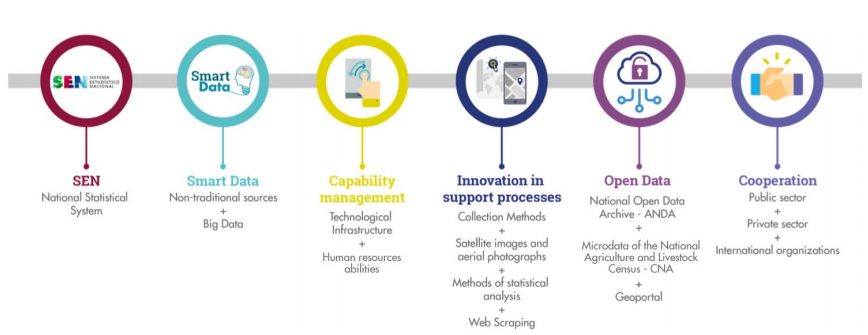 SEN SISTEMA
ESTADÍSTICO
NACIONAL
Smart
Data
SEN
National Statistical
System
Smart Data
Non-traditional sources
+
Big Data
Capability
management
Technological
Infrastructure
+
Human resources
abilities
Innovation in
support processes
Collection Methods
+
Satellite images and
aerial photographs
+
Methods of statistical
analysis
+
Web Scraping
Open Data
National Open Data
Archive - ANDA
+
Microdata of the National
Agriculture and Livestock
Census - CNA
+
Geoportal
Cooperation
Public sector
+
Private sector
+
International organizations